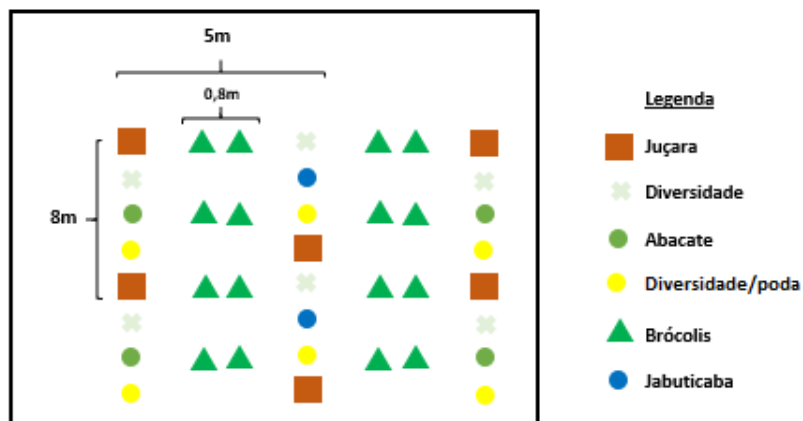 5m
0,8m
8m
Legenda
Juçara
Diversidade
Abacate
Diversidade/poda
Brócolis
Jabuticaba